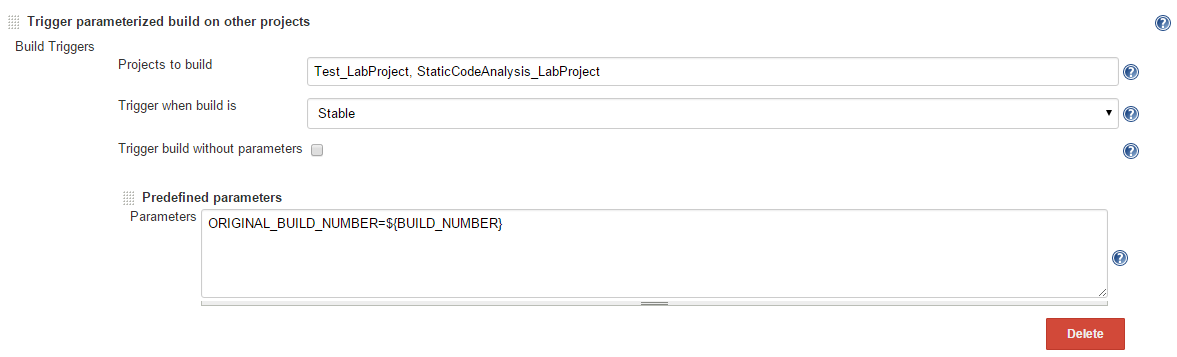 Trigger parameterized build on other projects
Build Triggers
Projects to build
Test_LabProject, StaticCodeAnalysis_LabProject
Trigger when build is
Stable
Trigger build without parameters
Predefined parameters
Parameters
ORIGINAL_BUILD_NUMBER=${BUILD_NUMBER}
Delete